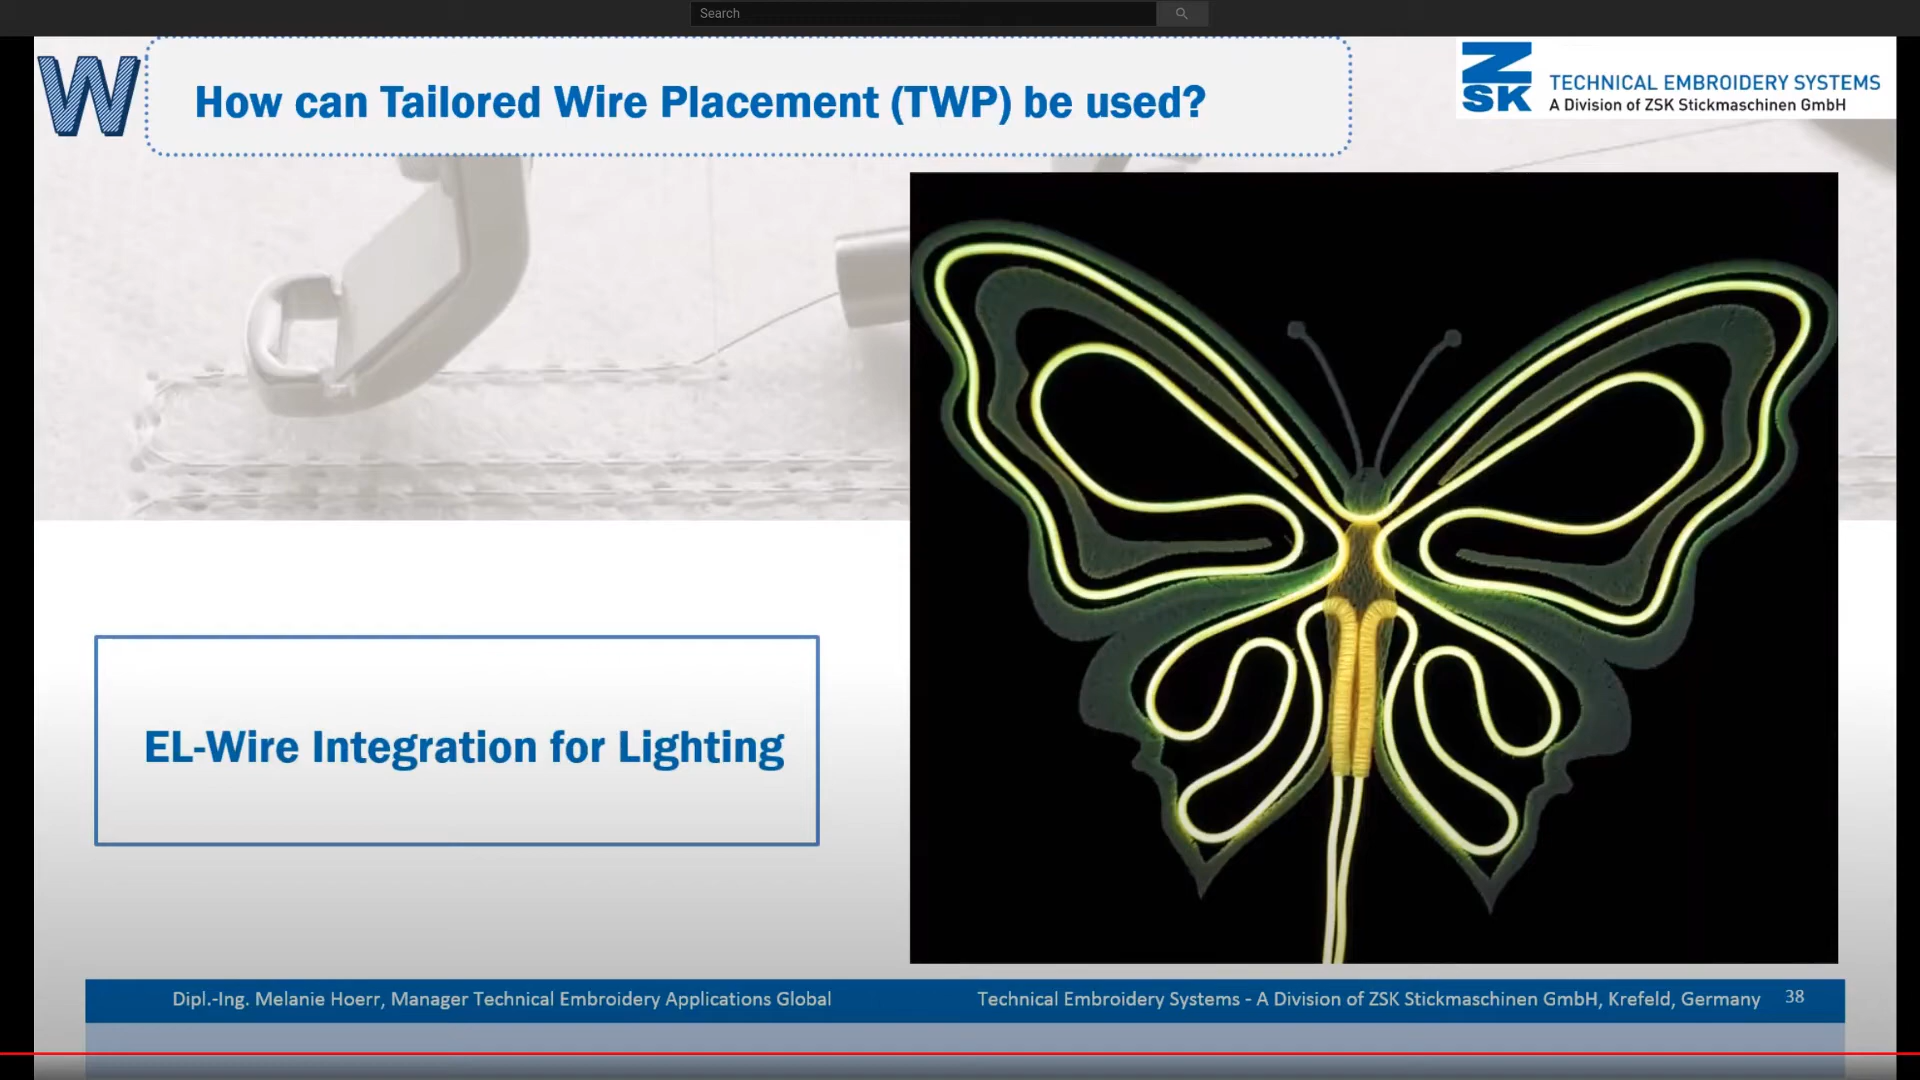 Search
W
How can Tailored Wire Placement (TWP) be used?
ZSK
TECHNICAL EMBROIDERY SYSTEMS
A Division of ZSK Stickmaschinen GmbH
EL-Wire Integration for Lighting
Dipl.-Ing. Melanie Hoerr, Manager Technical Embroidery Applications Global
Technical Embroidery Systems - A Division of ZSK Stickmaschinen GmbH, Krefeld, Germany 38